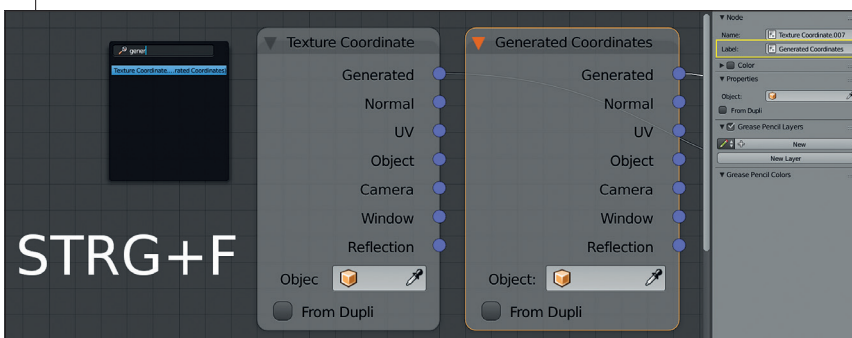 gener
Texture Coordinate...rated Coordinates)
STRG+F
Texture Coordinate
Generated
Normal
UV
Object
Camera
Window
Reflection
Objec
From Dupli
Generated Coordinates
Generated
Normal
UV
Object
Camera
Window
Reflection
Object:
From Dupli
Node
Name: Texture Coordinate.007
Label: Generated Coordinates
Color
Properties
Object:
From Dupli
Grease Pencil Layers
New
New Layer
Grease Pencil Colors